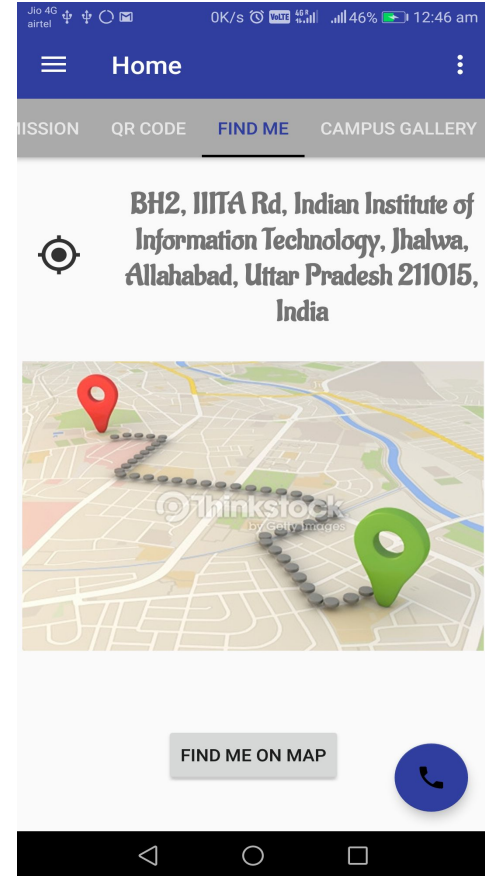 Jio 4G
airtel
0K/s VoLTE 46% 12:46 am
Home
MISSION QR CODE FIND ME CAMPUS GALLERY
BH2, IIITA Rd, Indian Institute of
Information Technology, Jhalwa,
Allahabad, Uttar Pradesh 211015,
India
Thinkstock
by Getty Images
FIND ME ON MAP